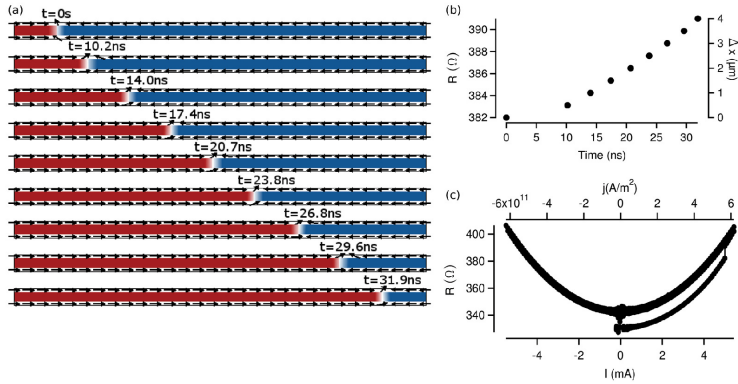 (a)
t=0s
t=10.2ns
t=14.0ns
t=17.4ns
t=20.7ns
t=23.8ns
t=26.8ns
t=29.6ns
t=31.9ns
(b)
R (Ω)
390
388
386
384
382
0 5 10 15 20 25 30
Time (ns)
4
3
2
1
0
Δ x (μm)
(c)
j(A/m²)
-6x10¹¹ -4 -2 0 2 4 6
R (Ω)
400
380
360
340
-4 -2 0 2 4
I (mA)